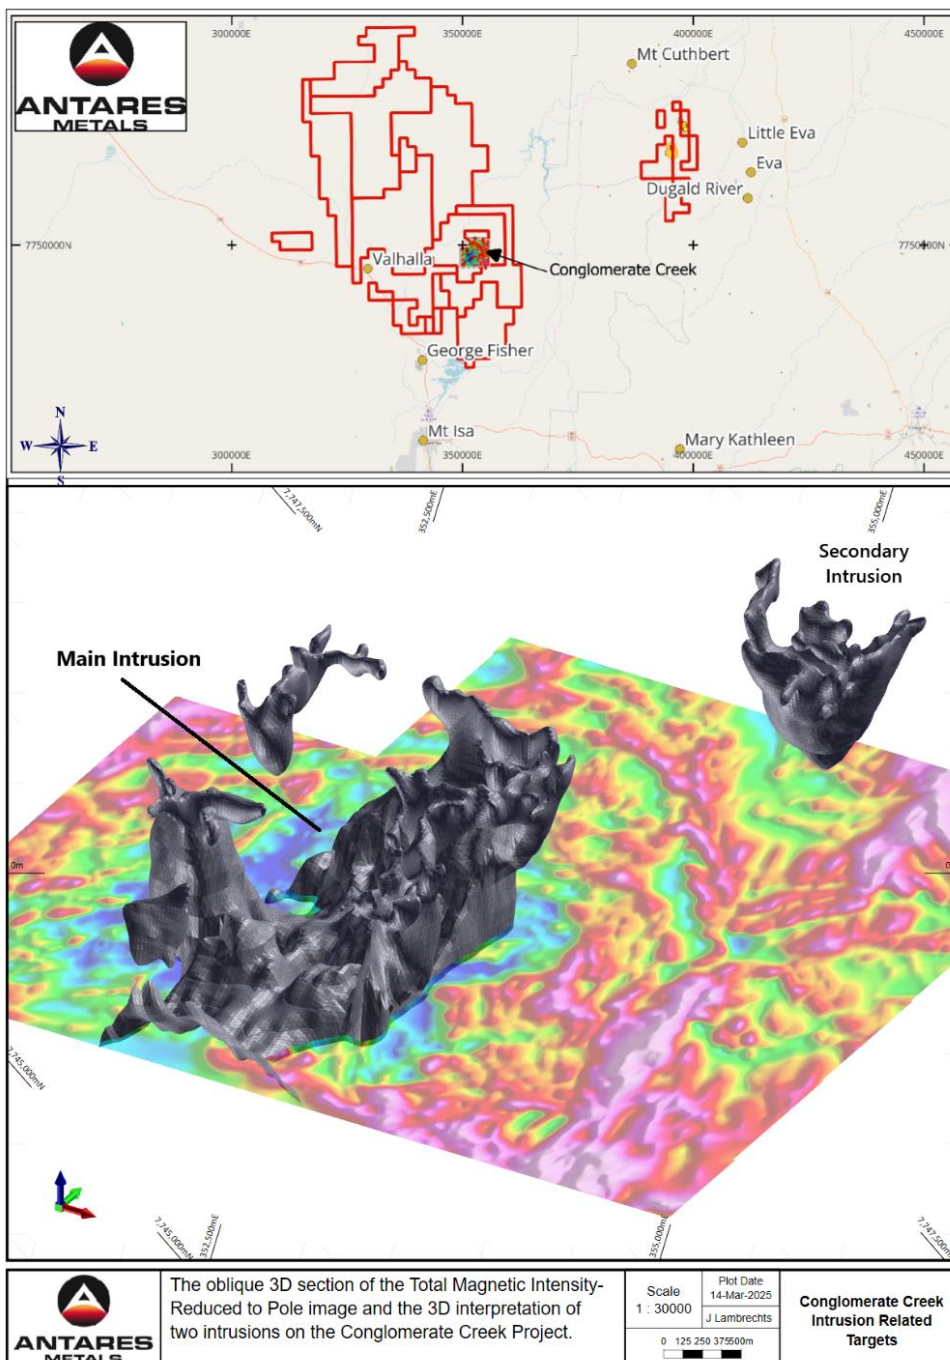 ANTARES
METALS
300000E
350000E
400000E
450000E
Mt Cuthbert
Little Eva
Eva
Dugald River
7750000N
7750000N
Conglomerate Creek
Valhalla
George Fisher
Mt Isa
Mary Kathleen
N
W E
S
300000E
350000E
400000E
450000E
7,747,500mN
352,500mE
355,000mE
Secondary
Intrusion
Main Intrusion
0m
7,745,000mN
7,745,000mN
352,500mE
355,000mE
7,747,500mN
ANTARES
METALS
The oblique 3D section of the Total Magnetic Intensity-
Reduced to Pole image and the 3D interpretation of
two intrusions on the Conglomerate Creek Project.
Scale
1 : 30000
Plot Date
14-Mar-2025
J Lambrechts
0 125 250 375500m
Conglomerate Creek
Intrusion Related
Targets